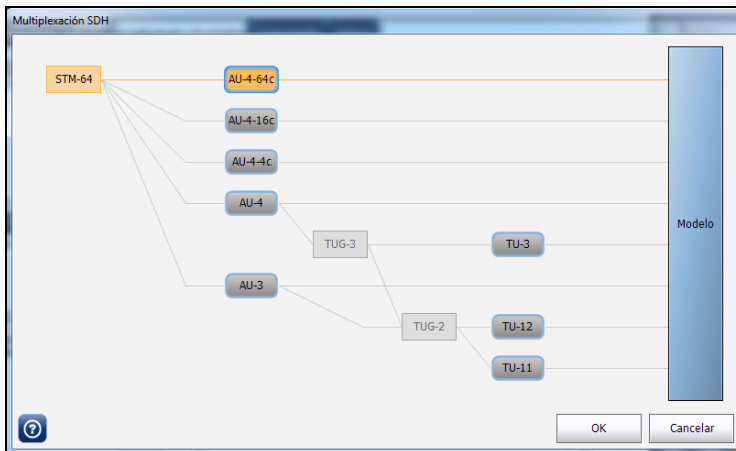 Multiplexación SDH
STM-64
AU-4-64c
AU-4-16c
AU-4-4c
AU-4
Modelo
TUG-3
TU-3
AU-3
TUG-2
TU-12
TU-11
?
OK
Cancelar